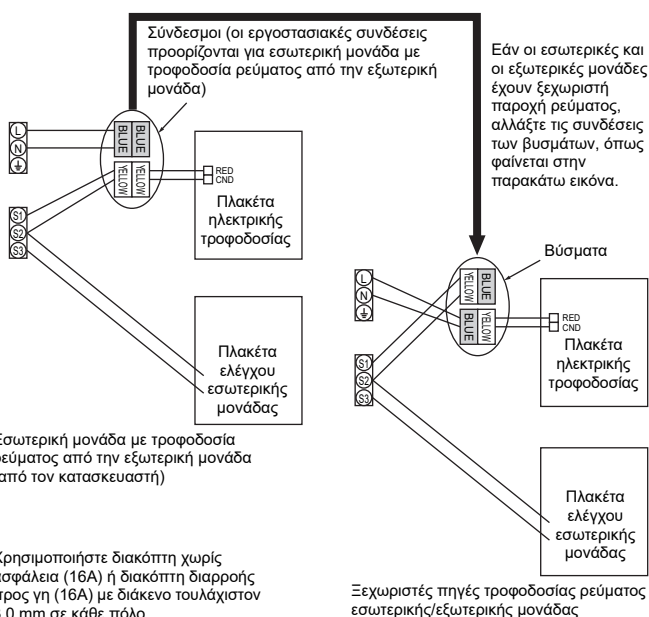 Σύνδεσμοι (οι εργοστασιακές συνδέσεις
προορίζονται για εσωτερική μονάδα με
τροφοδοσία ρεύματος από την εξωτερική
μονάδα)
L
N
BLUE
BLUE
YELLOW
YELLOW
RED
CND
Πλακέτα
ηλεκτρικής
τροφοδοσίας
S1
S2
S3
Πλακέτα
ελέγχου
εσωτερικής
μονάδας
Εσωτερική μονάδα με τροφοδοσία
ρεύματος από την εξωτερική μονάδα
από τον κατασκευαστή)
Χρησιμοποιήστε διακόπτη χωρίς
ασφάλεια (16A) ή διακόπτη διαρροής
προς γη (16A) με διάκενο τουλάχιστον
mm σε κάθε πόλο
Εάν οι εσωτερικές και
οι εξωτερικές μονάδες
έχουν ξεχωριστή
παροχή ρεύματος,
αλλάξτε τις συνδέσεις
των βυσμάτων, όπως
φαίνεται στην
παρακάτω εικόνα.
Βύσματα
L
N
YELLOW
BLUE
BLUE
YELLOW
RED
CND
Πλακέτα
ηλεκτρικής
τροφοδοσίας
S1
S2
S3
Πλακέτα
ελέγχου
εσωτερικής
μονάδας
Ξεχωριστές πηγές τροφοδοσίας ρεύματος
εσωτερικής/εξωτερικής μονάδας